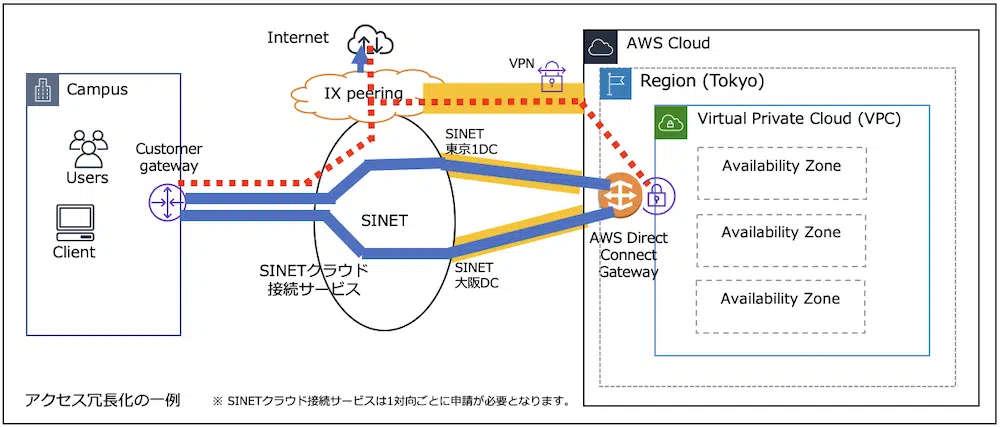 Internet
AWS Cloud
VPN
Region (Tokyo)
IX peering
Campus
Virtual Private Cloud (VPC)
Users
Customer
gateway
SINET
東京1DC
Availability Zone
Client
SINET
Availability Zone
AWS Direct
Connect
Gateway
SINETクラウド
接続サービス
SINET
大阪DC
Availability Zone
アクセス冗長化の一例
※ SINETクラウド接続サービスは1対向ごとに申請が必要となります。